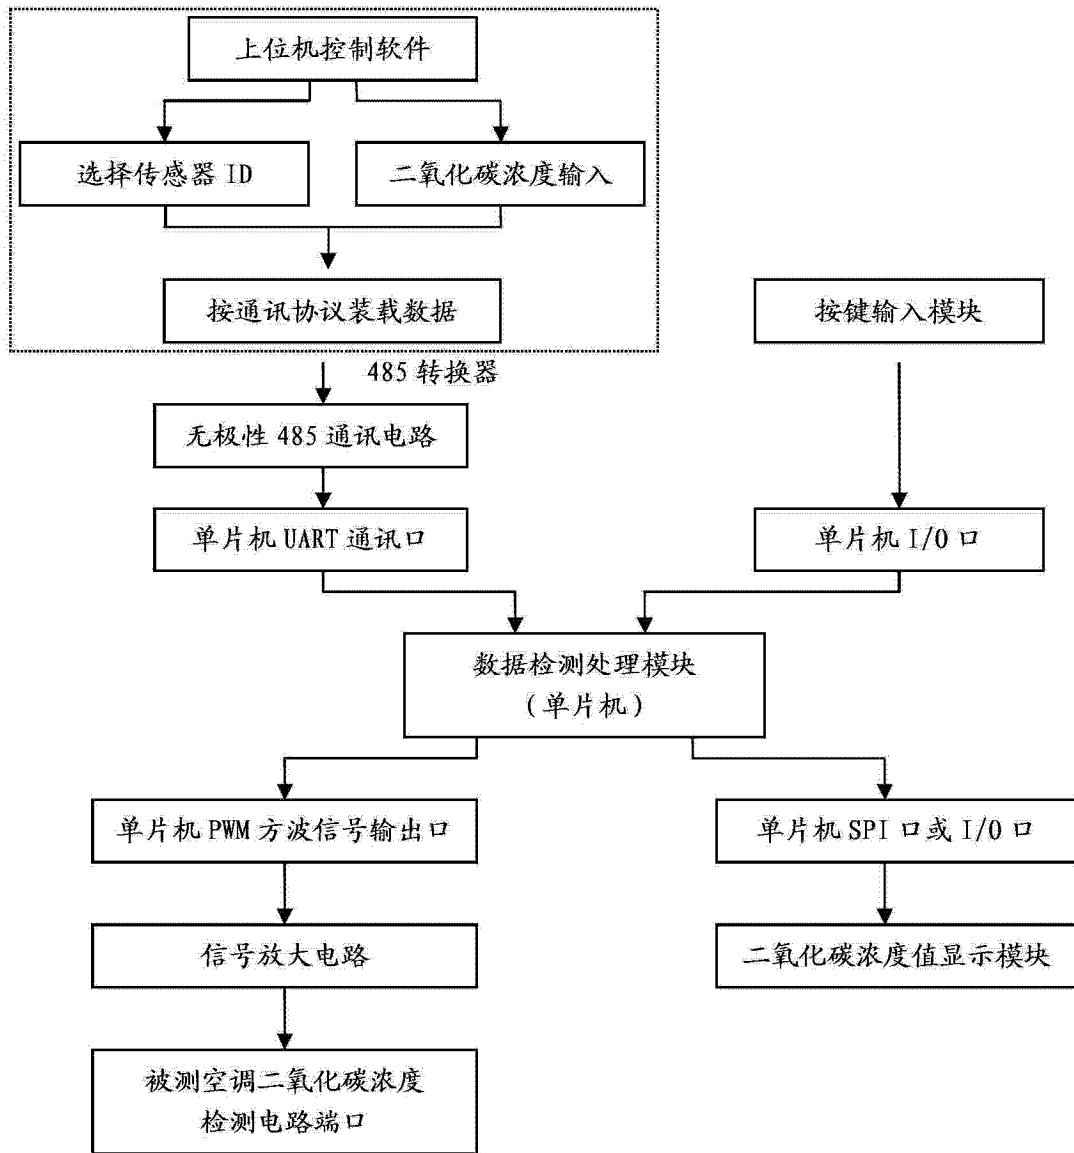 上位机控制软件
选择传感器 ID
二氧化碳浓度输入
按通讯协议装载数据
按键输入模块
485 转换器
无极性 485 通讯电路
单片机 UART 通讯口
单片机 I/O 口
数据检测处理模块
（单片机）
单片机 PWM 方波信号输出口
单片机 SPI 口或 I/O 口
信号放大电路
二氧化碳浓度值显示模块
被测空调二氧化碳浓度
检测电路端口